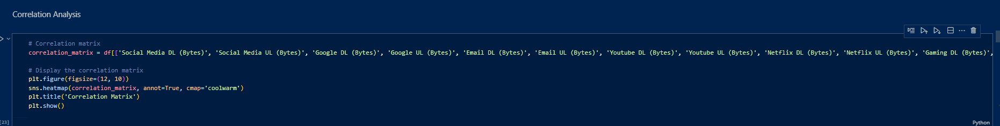 Correlation Analysis
# Correlation matrix
correlation_matrix = df[['Social Media DL (Bytes)', 'Social Media UL (Bytes)', 'Google DL (Bytes)', 'Google UL (Bytes)', 'Email DL (Bytes)', 'Email UL (Bytes)', 'Youtube DL (Bytes)', 'Youtube UL (Bytes)', 'Netflix DL (Bytes)', 'Netflix UL (Bytes)', 'Gaming DL (Bytes)',
# Display the correlation matrix
plt.figure(figsize=(12, 10))
sns.heatmap(correlation_matrix, annot=True, cmap='coolwarm')
plt.title('Correlation Matrix')
plt.show()
[23]
Python